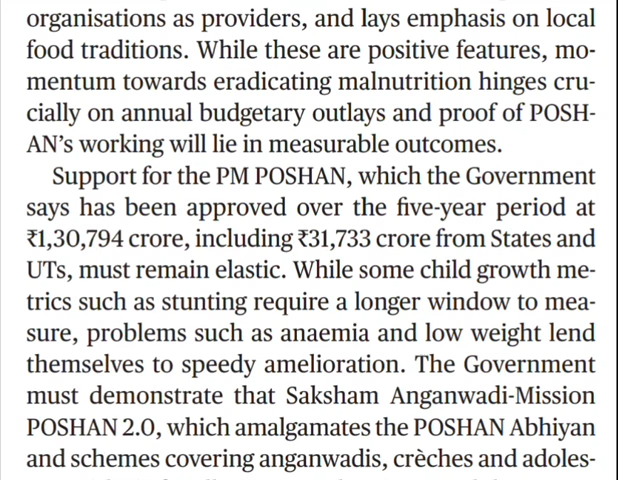 organisations as providers, and lays emphasis on local
food traditions. While these are positive features, mo-
mentum towards eradicating malnutrition hinges cru-
cially on annual budgetary outlays and proof of POSH-
AN's working will lie in measurable outcomes.
Support for the PM POSHAN, which the Government
says has been approved over the five-year period at
₹1,30,794 crore, including ₹31,733 crore from States and
UTs, must remain elastic. While some child growth me-
trics such as stunting require a longer window to mea-
sure, problems such as anaemia and low weight lend
themselves to speedy amelioration. The Government
must demonstrate that Saksham Anganwadi-Mission
POSHAN 2.0, which amalgamates the POSHAN Abhiyan
and schemes covering anganwadis, crèches and adoles-